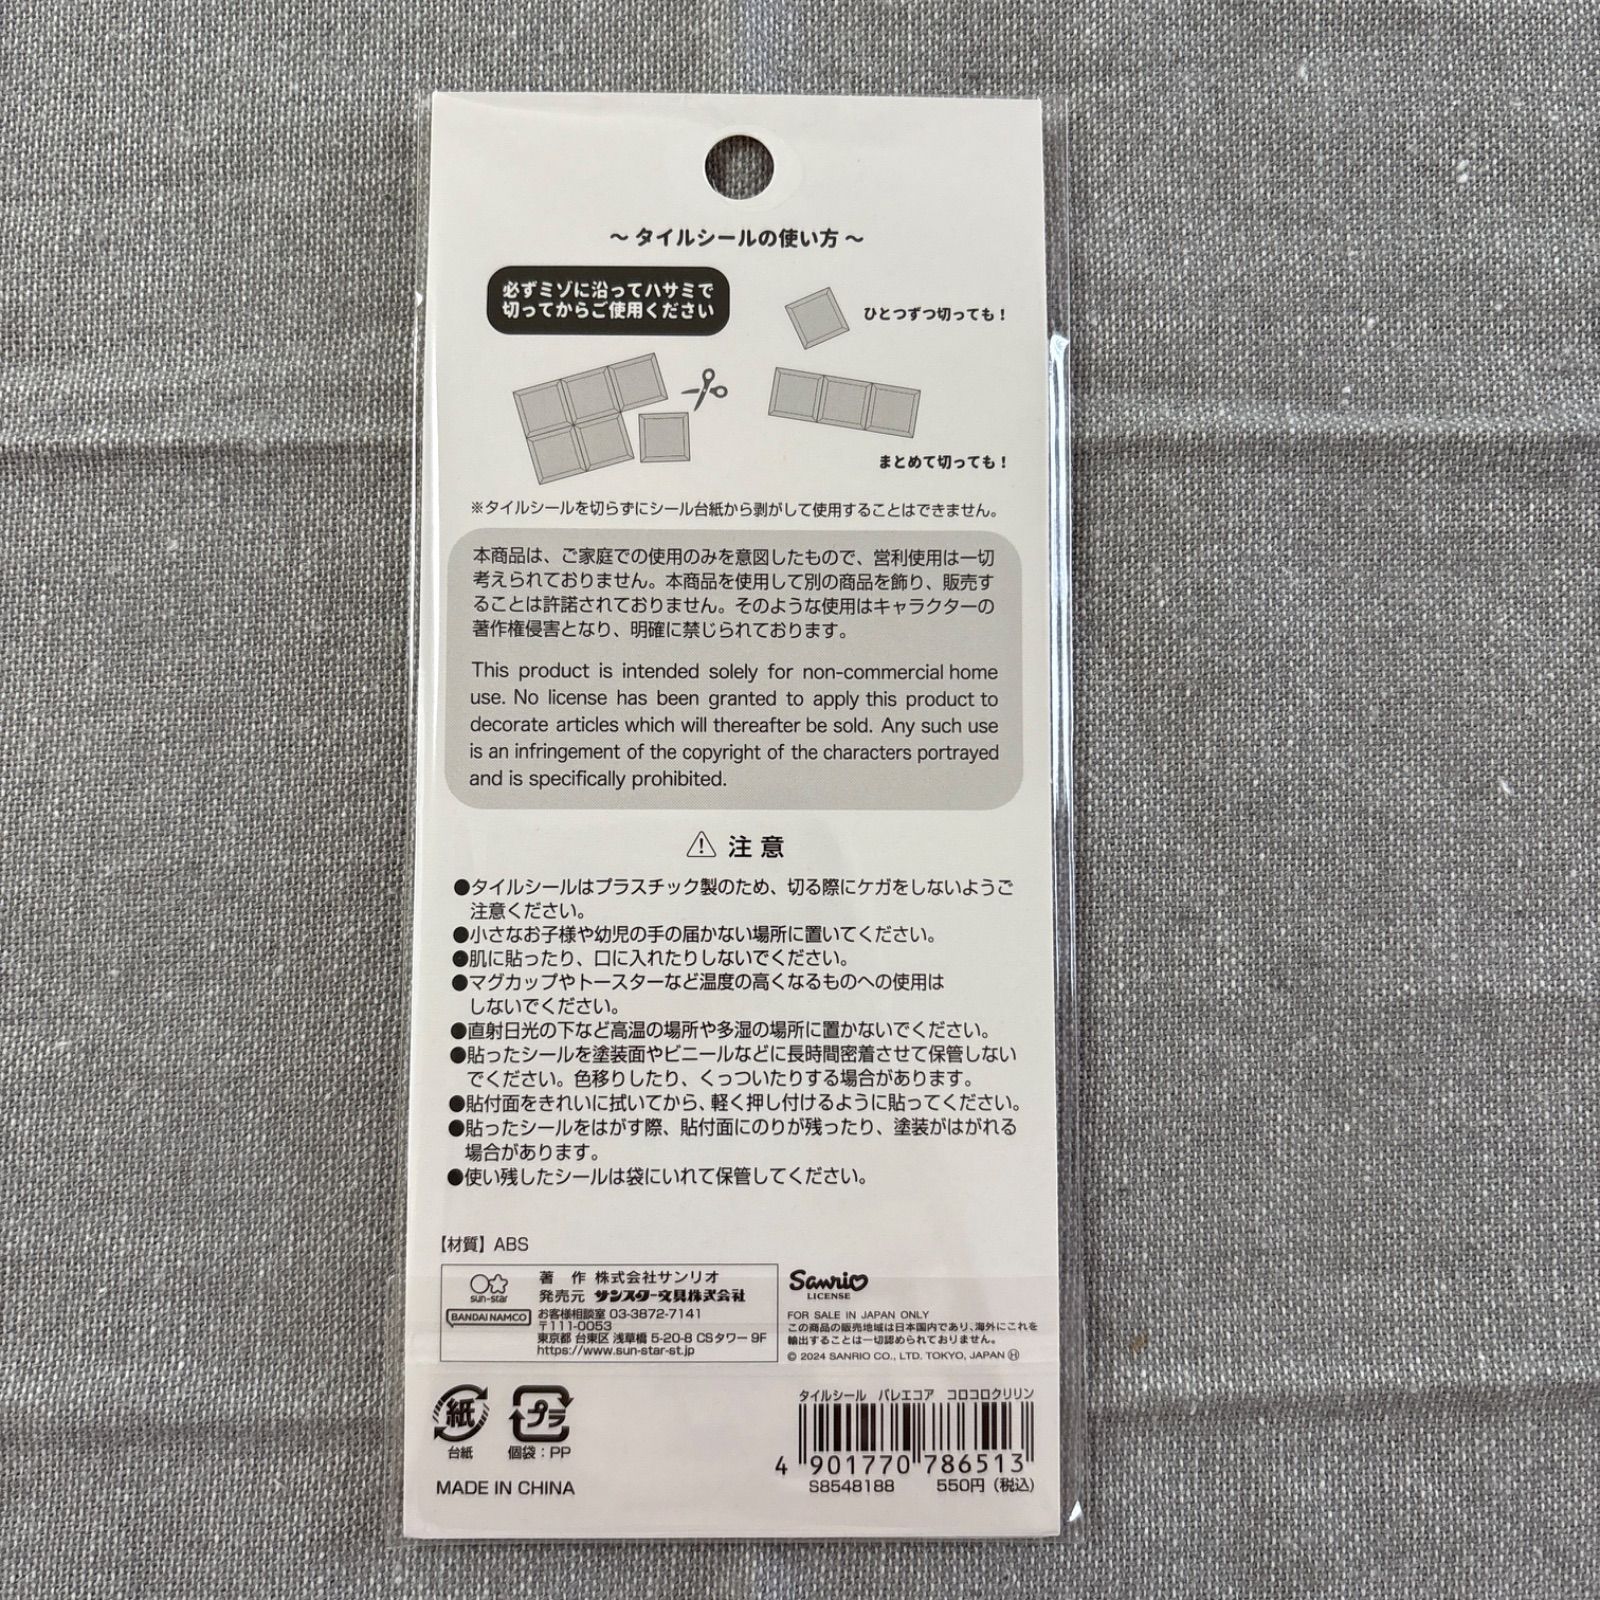 ～ タイルシールの使い方 ～
必ずミゾに沿ってハサミで
切ってからご使用ください
ひとつずつ切っても！
まとめて切っても！
※タイルシールを切らずにシール台紙から剥がして使用することはできません。
本商品は、ご家庭での使用のみを意図したもので、営利使用は一切
考えられておりません。本商品を使用して別の商品を飾り、販売す
ることは許諾されておりません。そのような使用はキャラクターの
著作権侵害となり、明確に禁じられております。
This product is intended solely for non-commercial home
use. No license has been granted to apply this product to
decorate articles which will thereafter be sold. Any such use
is an infringement of the copyright of the characters portrayed
and is specifically prohibited.
注意
●タイルシールはプラスチック製のため、切る際にケガをしないようご
注意ください。
●小さなお子様や幼児の手の届かない場所に置いてください。
●肌に貼ったり、口に入れたりしないでください。
●マグカップやトースターなど温度の高くなるものへの使用は
しないでください。
●直射日光の下など高温の場所や多湿の場所に置かないでください。
●貼ったシールを塗装面やビニールなどに長時間密着させて保管しない
でください。色移りしたり、くっついたりする場合があります。
●貼付面をきれいに拭いてから、軽く押し付けるように貼ってください。
●貼ったシールをはがす際、貼付面にのりが残ったり、塗装がはがれる
場合があります。
●使い残したシールは袋にいれて保管してください。
【材質】ABS
sun-star
BANDAI NAMCO
著 作 株式会社サンリオ
発売元 サンスター文具株式会社
お客様相談室 03-3872-7141
〒111-0053
東京都 台東区 浅草橋 5-20-8 CSタワー 9F
https://www.sun-star-st.jp
Sanrio
LICENSE
FOR SALE IN JAPAN ONLY
この商品の販売地域は日本国内であり、海外にこれを
輸出することは一切認められておりません。
© 2024 SANRIO CO., LTD. TOKYO, JAPAN Ⓗ
紙
台紙
プラ
個袋：PP
MADE IN CHINA
タイルシール パレエコア コロコロクリリン
4 901770 786513
S8548188 550円（税込）